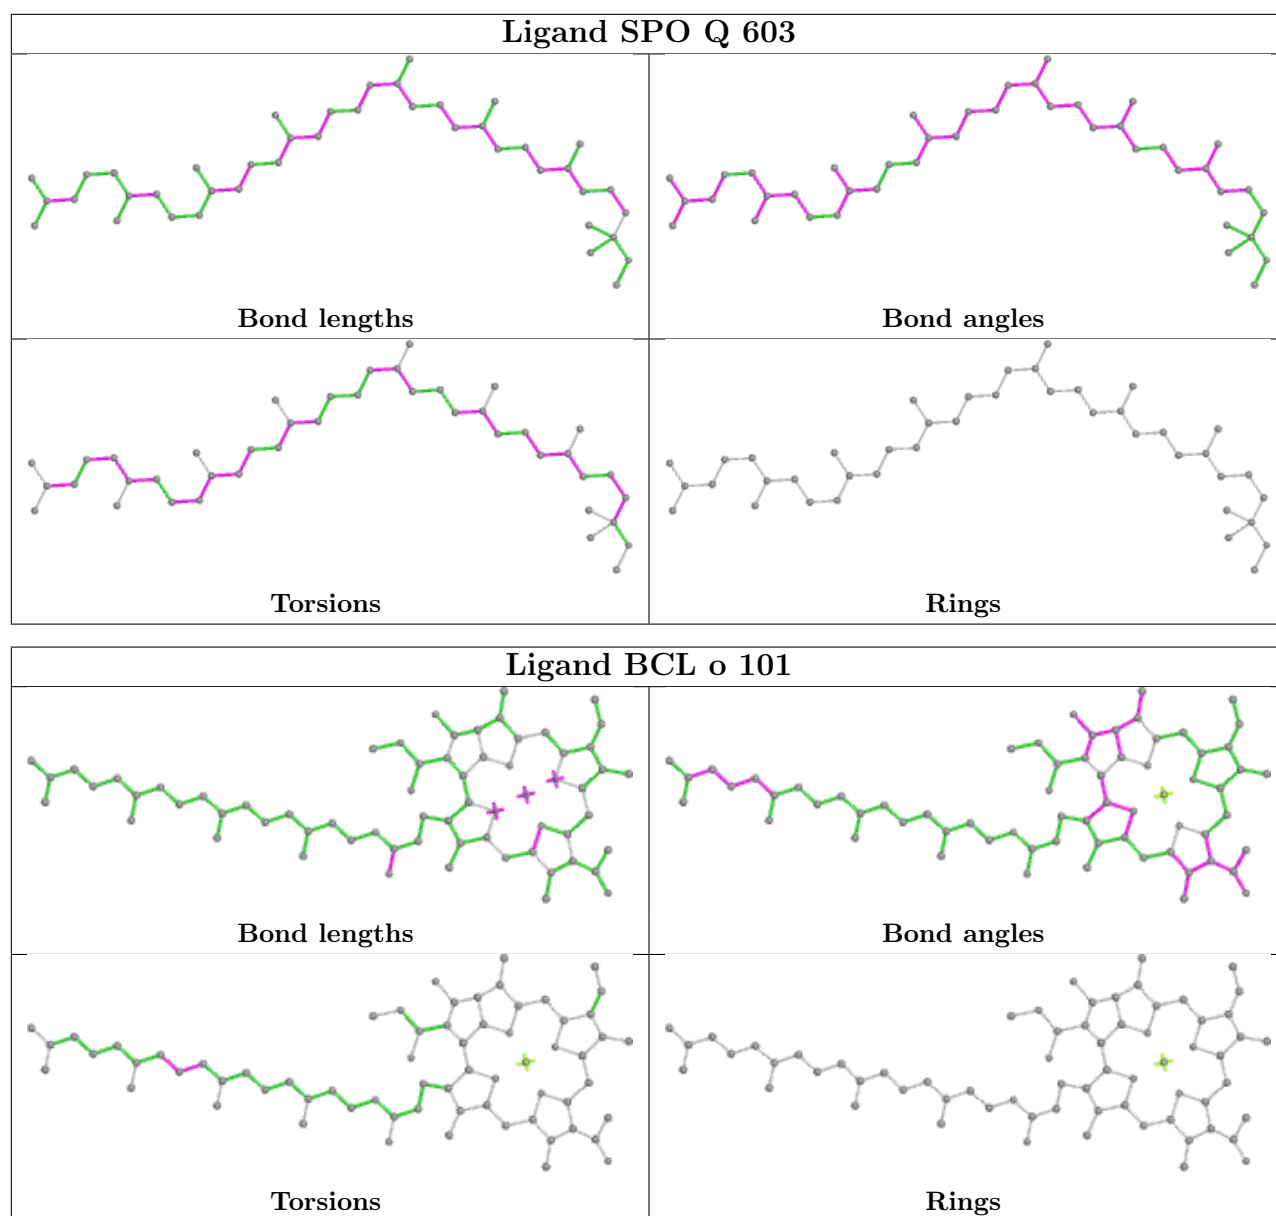 Ligand SPO Q 603
Bond lengths
Bond angles
Torsions
Rings
Ligand BCL o 101
Bond lengths
Bond angles
Torsions
Rings